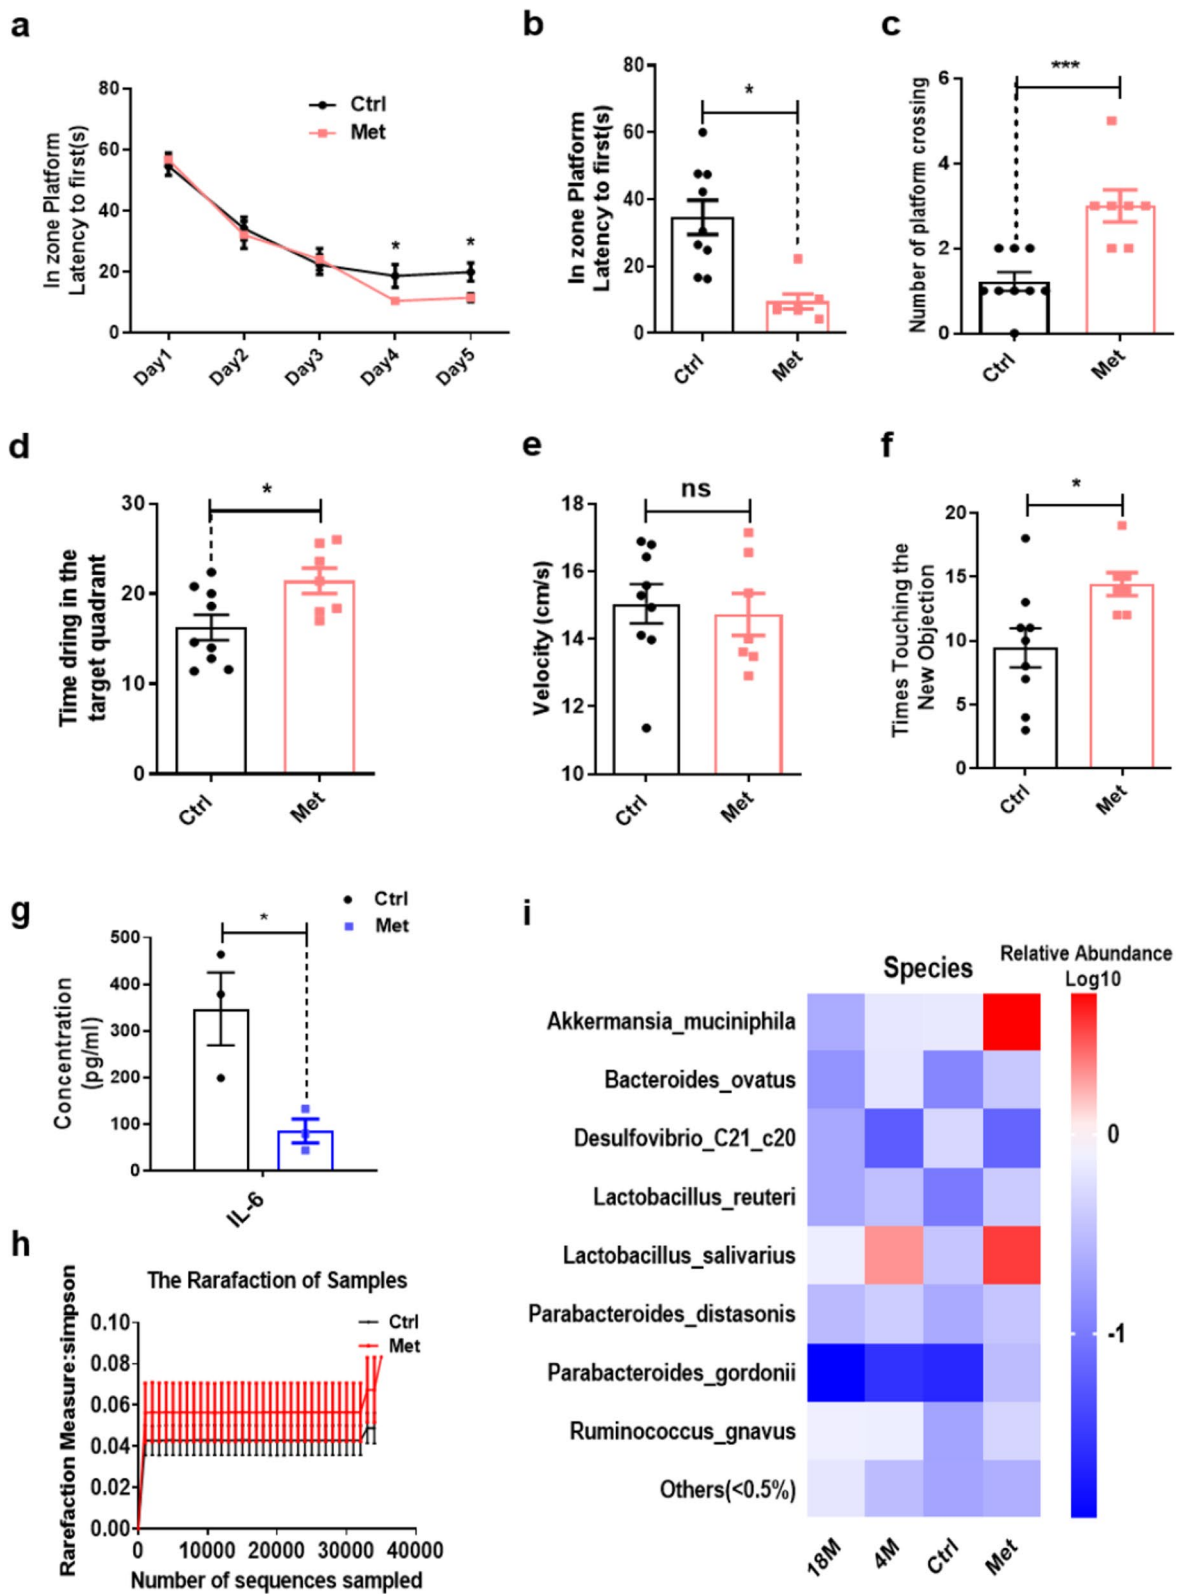 a
In zone Platform
Latency to first(s)
80
60
40
20
0
Ctrl
Met
*
*
Day1
Day2
Day3
Day4
Day5
b
In zone Platform
Latency to first(s)
80
60
40
20
0
*
Ctrl
Met
c
Number of platform crossing
6
4
2
0
***
Ctrl
Met
d
Time dring in the
target quadrant
30
20
10
0
*
Ctrl
Met
e
Velocity (cm/s)
18
16
14
12
10
ns
Ctrl
Met
f
Times Touching the
New Objection
20
15
10
5
0
*
Ctrl
Met
g
Concentration
(pg/ml)
500
400
300
200
100
0
*
Ctrl
Met
IL-6
h
The Rarafaction of Samples
Rarefaction Measure:simpson
0.10
0.08
0.06
0.04
0.02
0.00
Ctrl
Met
0
10000
20000
30000
40000
Number of sequences sampled
i
Species
Relative Abundance
Log10
Akkermansia_muciniphila
Bacteroides_ovatus
Desulfovibrio_C21_c20
Lactobacillus_reuteri
Lactobacillus_salivarius
Parabacteroides_distasonis
Parabacteroides_gordonii
Ruminococcus_gnavus
Others(<0.5%)
18M
4M
Ctrl
Met
0
-1